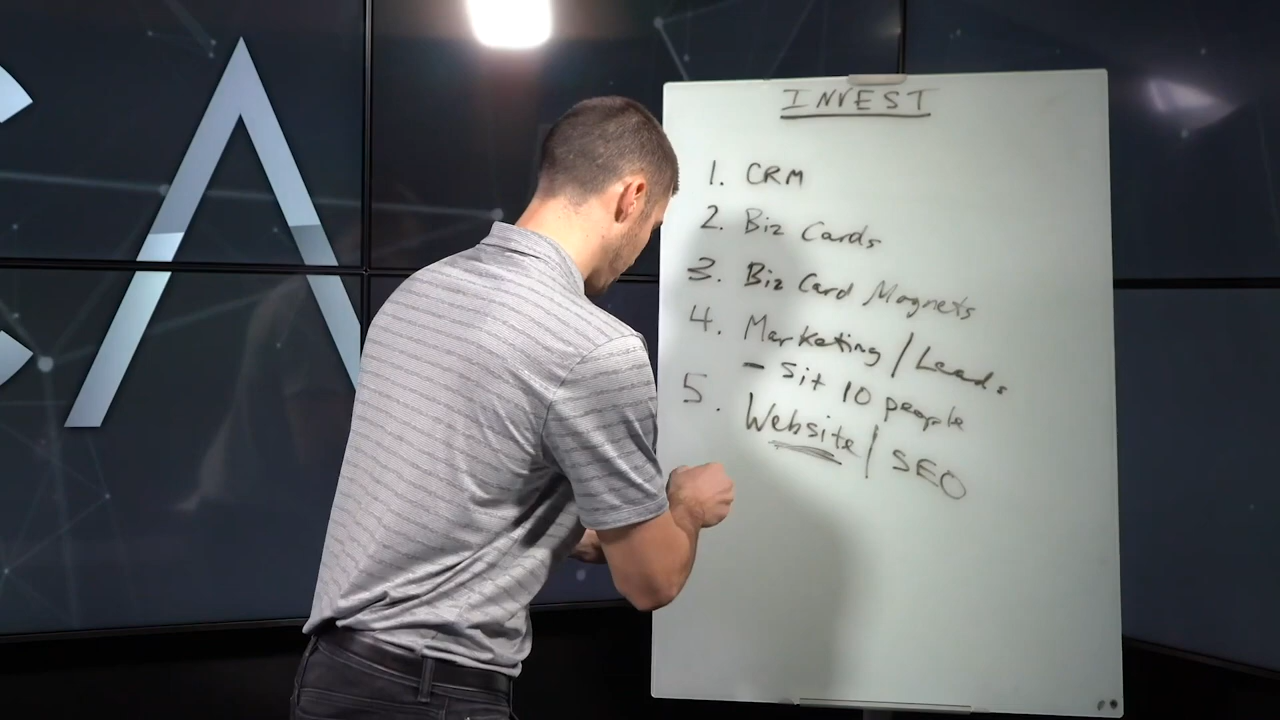 CA
INVEST
1. CRM
2. Biz Cards
3. Biz Card Magnets
4. Marketing / Leads
- Sit 10 people
5. Website / SEO